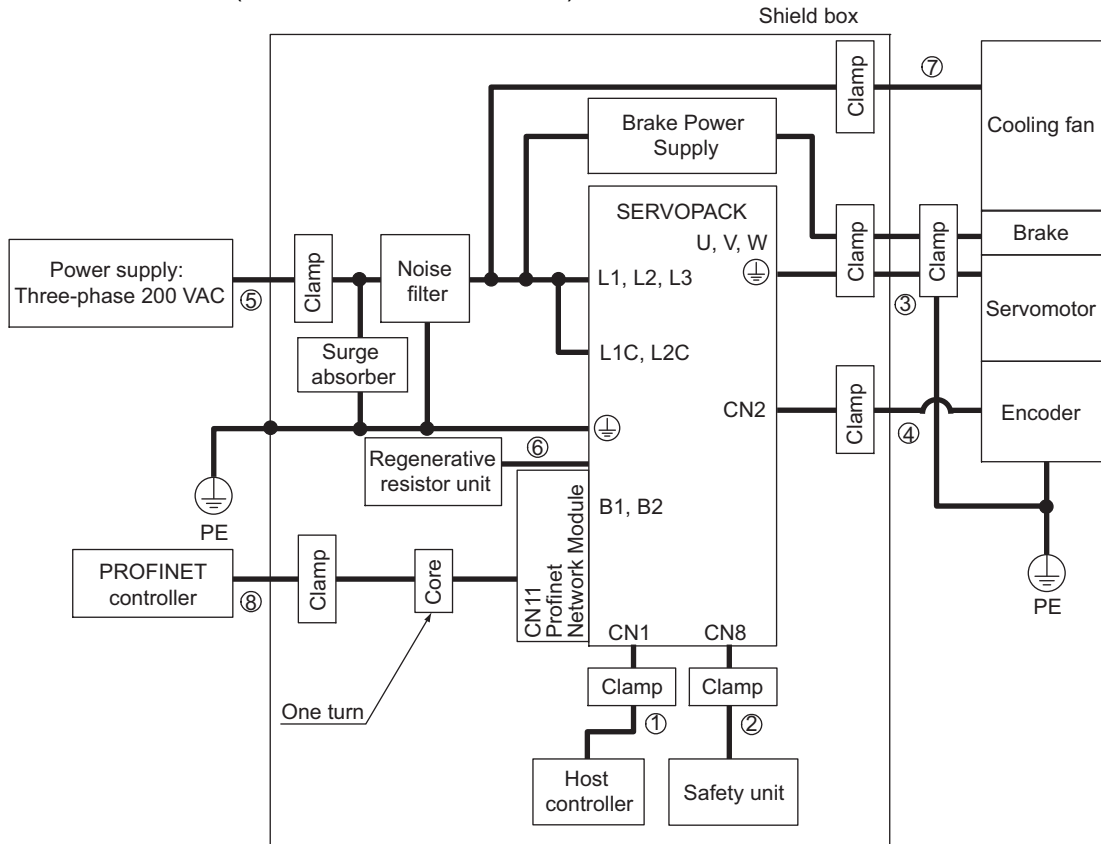 Shield box
Clamp
⑦
Cooling fan
Brake Power
Supply
SERVOPACK
U, V, W
Clamp
Clamp
Brake
Power supply:
Three-phase 200 VAC
⑤
Clamp
Noise
filter
L1, L2, L3
③
Servomotor
Surge
absorber
L1C, L2C
CN2
Clamp
④
Encoder
Regenerative
resistor unit
⑥
B1, B2
PE
PE
PROFINET
controller
⑧
Clamp
Core
CN11
Profinet
Network Module
One turn
CN1
CN8
Clamp
Clamp
①
②
Host
controller
Safety unit